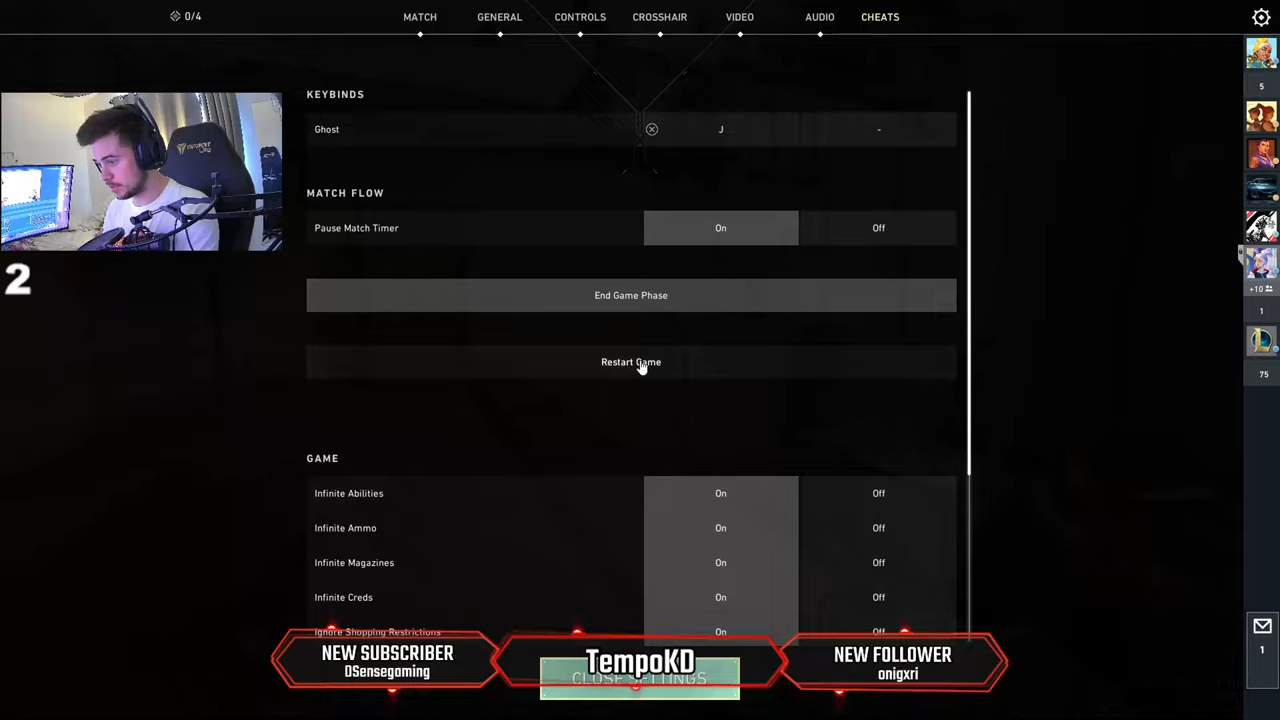 0/4
MATCH GENERAL CONTROLS CROSSHAIR VIDEO AUDIO CHEATS
KEYBINDS
Ghost J -
MATCH FLOW
Pause Match Timer On Off
End Game Phase
Restart Game
GAME
Infinite Abilities On Off
Infinite Ammo On Off
Infinite Magazines On Off
Infinite Creds On Off
Ignore Shopping Restrictions On Off
2
5
+10
1
75
1
NEW SUBSCRIBER
DSensegaming
TempoKD
CLOSE SETTINGS
NEW FOLLOWER
onigxri